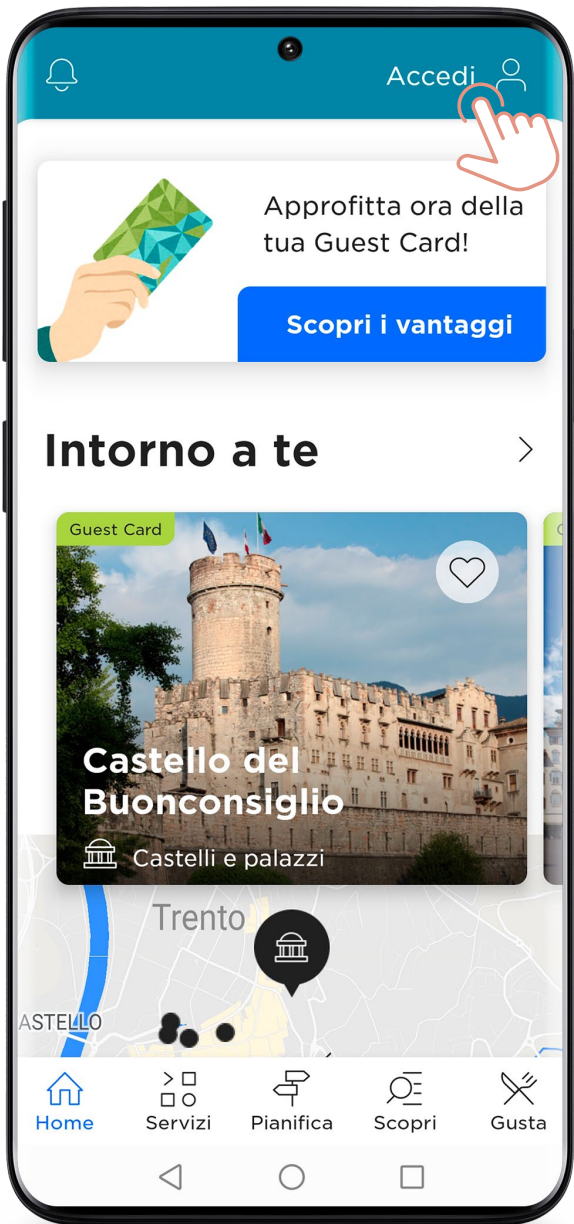 Accedi
Approfitta ora della
tua Guest Card!
Scopri i vantaggi
Intorno a te
Guest Card
Castello del
Buonconsiglio
Castelli e palazzi
Trento
ASTELLO
Home
Servizi
Pianifica
Scopri
Gusta